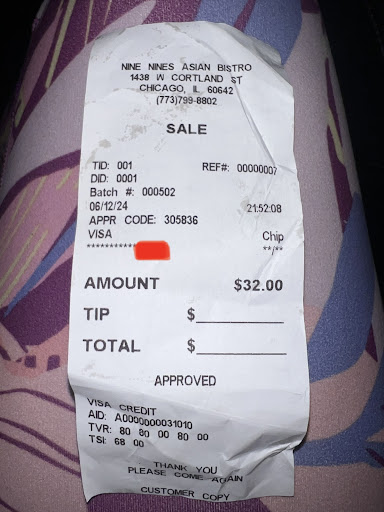 NINE NINES ASIAN BISTRO
1438 W CORTLAND ST
CHICAGO, IL 60642
(773)799-8802
SALE
TID: 001 REF#: 00000007
DID: 0001
Batch #: 000502
06/12/24 21:52:08
APPR CODE: 305836
VISA Chip
************ **/**
AMOUNT $32.00
TIP $
TOTAL $
APPROVED
VISA CREDIT
AID: A0000000031010
TVR: 80 80 00 80 00
TSI: 68 00
THANK YOU
PLEASE COME AGAIN
CUSTOMER COPY